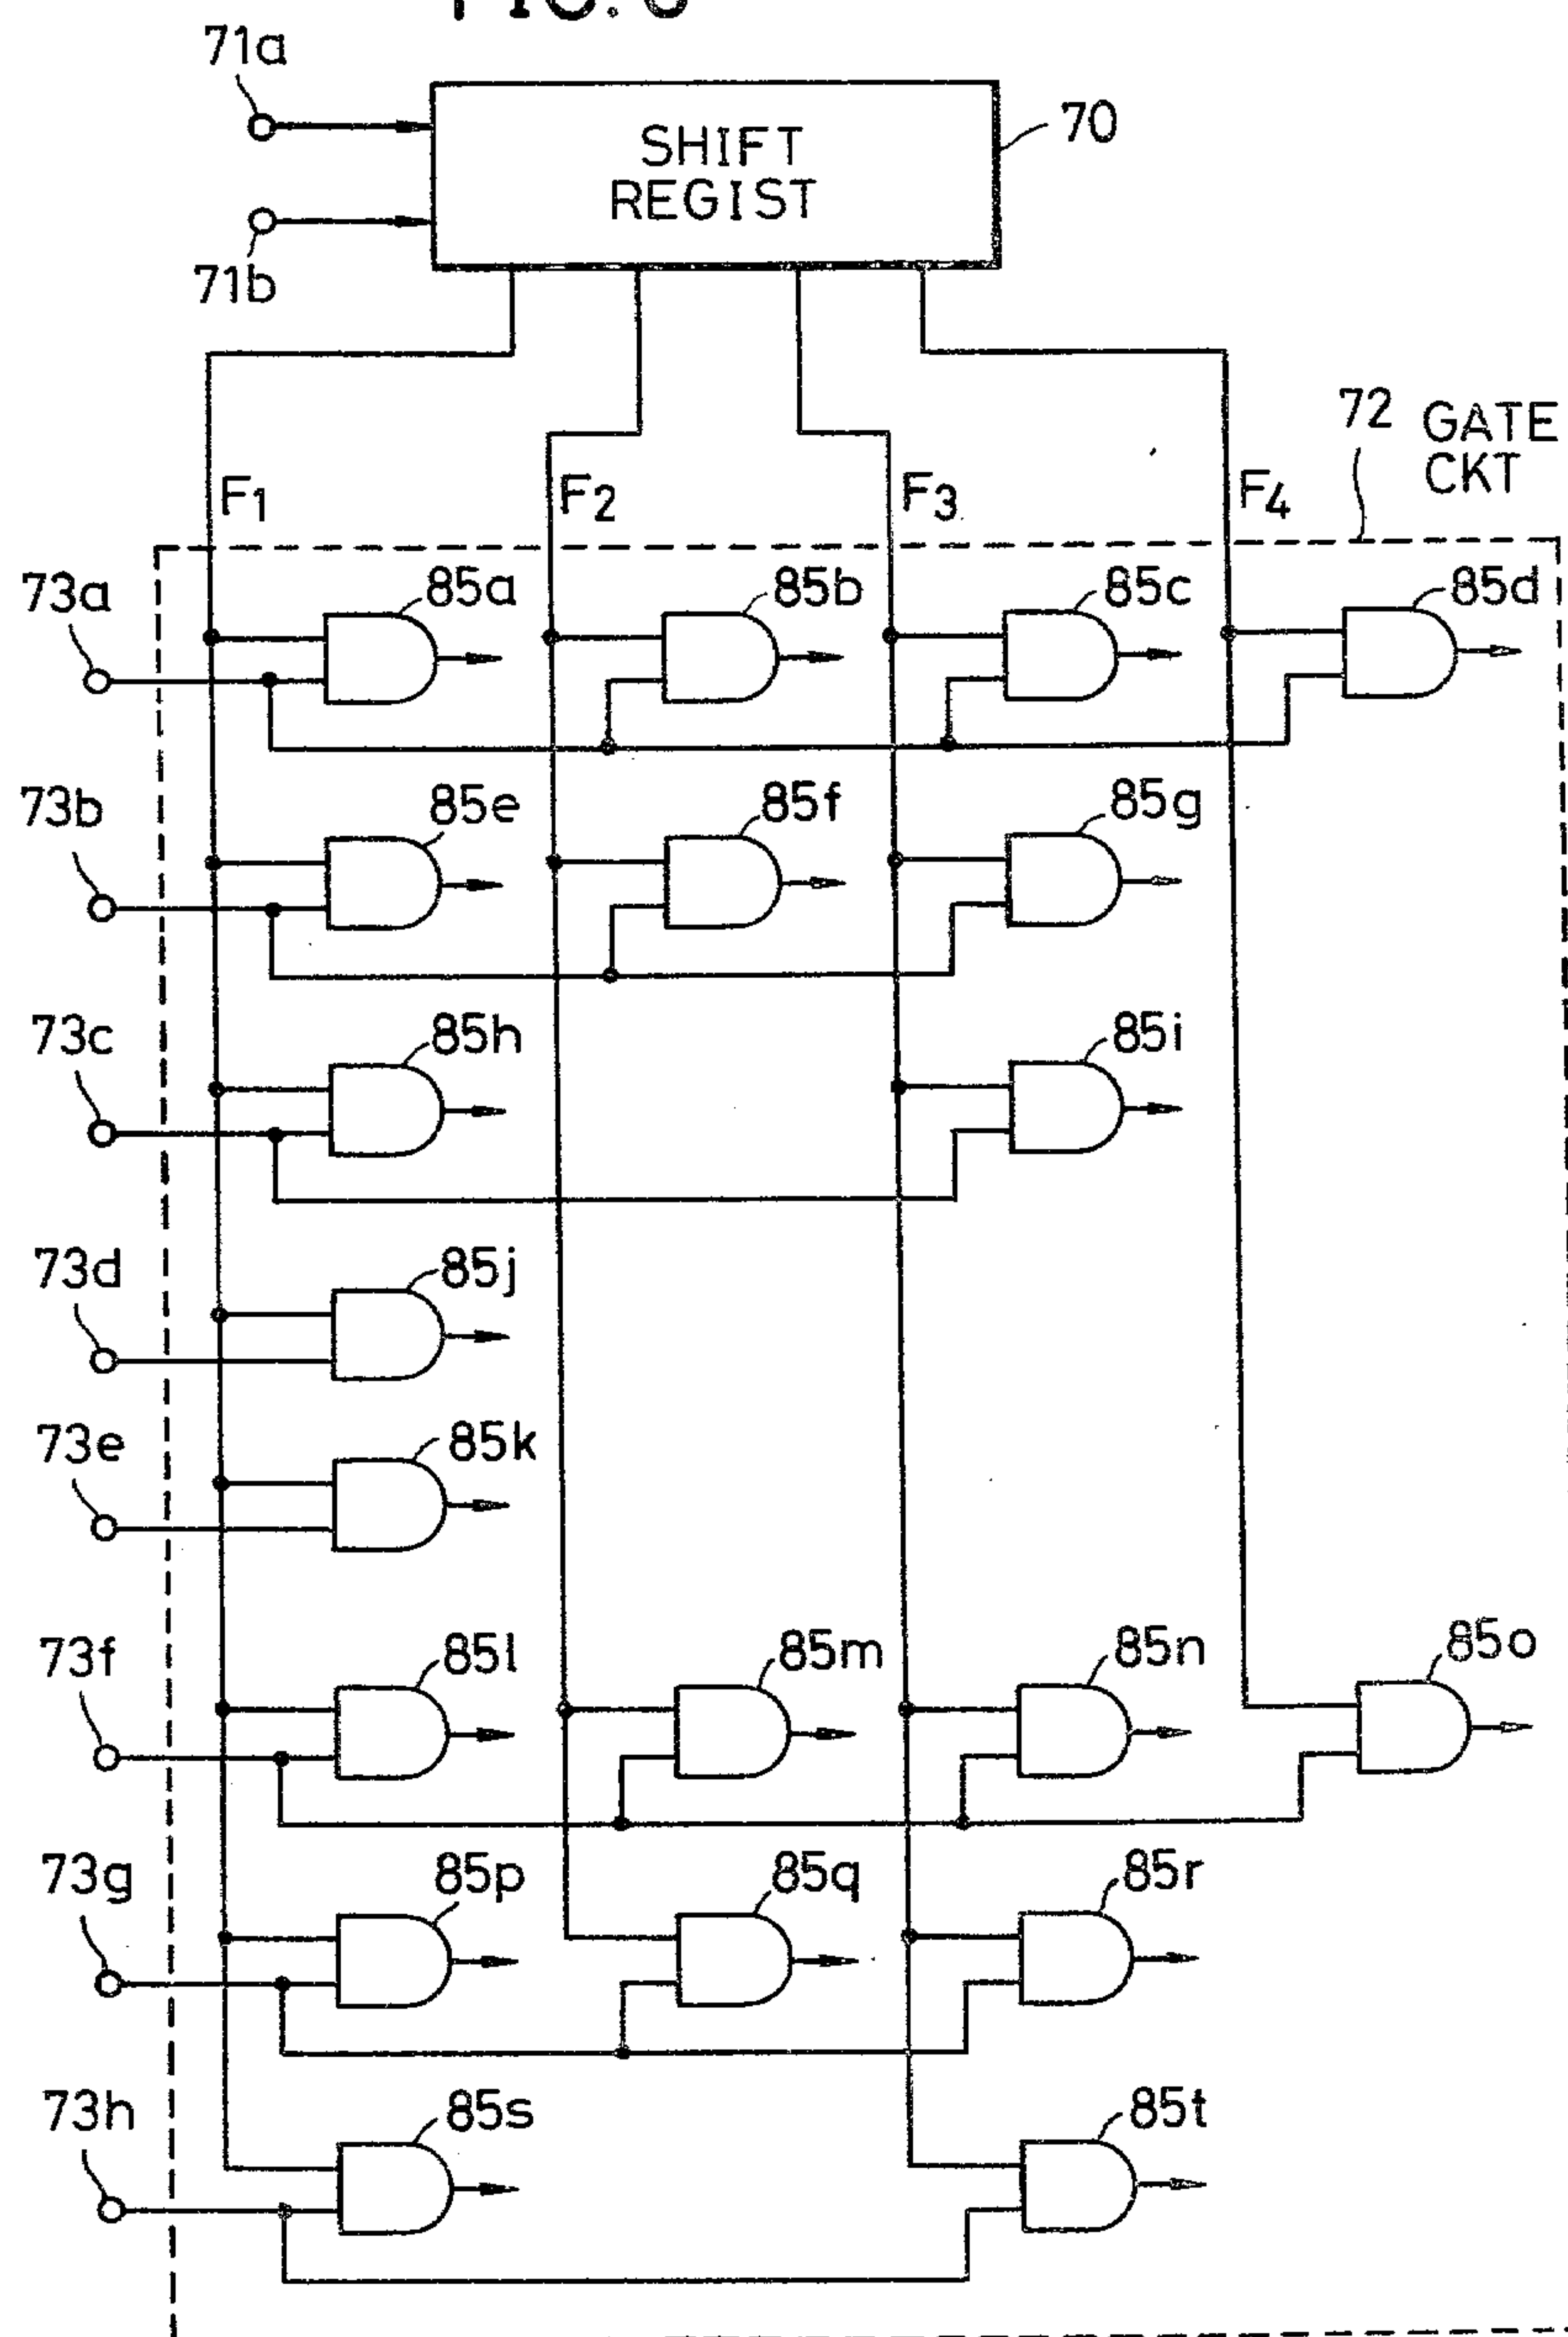 71a
SHIFT
REGIST
70
71b
72 GATE
CKT
F1 F2 F3 F4
73a 85a 85b 85c 85d
73b 85e 85f 85g
73c 85h 85i
73d 85j
73e 85k
73f 85l 85m 85n 85o
73g 85p 85q 85r
73h 85s 85t